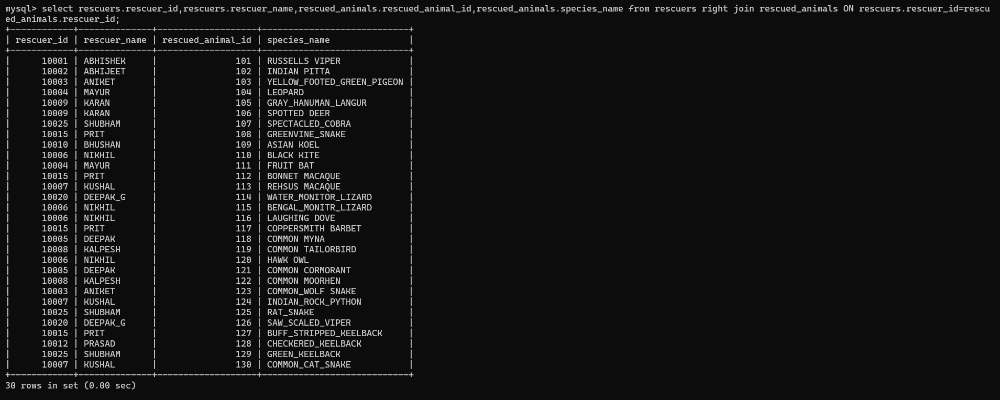 mysql> select rescuers.rescuer_id,rescuers.rescuer_name,rescued_animals.rescued_animal_id,rescued_animals.species_name from rescuers right join rescued_animals ON rescuers.rescuer_id=rescu
ed_animals.rescuer_id;
+------------+--------------+-------------------+----------------------------+
| rescuer_id | rescuer_name | rescued_animal_id | species_name               |
+------------+--------------+-------------------+----------------------------+
|      10001 | ABHISHEK     |               101 | RUSSELLS VIPER             |
|      10002 | ABHIJEET     |               102 | INDIAN PITTA               |
|      10003 | ANIKET       |               103 | YELLOW_FOOTED_GREEN_PIGEON |
|      10004 | MAYUR        |               104 | LEOPARD                    |
|      10009 | KARAN        |               105 | GRAY_HANUMAN_LANGUR        |
|      10009 | KARAN        |               106 | SPOTTED DEER               |
|      10025 | SHUBHAM      |               107 | SPECTACLED_COBRA           |
|      10015 | PRIT         |               108 | GREENVINE_SNAKE            |
|      10010 | BHUSHAN      |               109 | ASIAN KOEL                 |
|      10006 | NIKHIL       |               110 | BLACK KITE                 |
|      10004 | MAYUR        |               111 | FRUIT BAT                  |
|      10015 | PRIT         |               112 | BONNET MACAQUE             |
|      10007 | KUSHAL       |               113 | REHSUS MACAQUE             |
|      10020 | DEEPAK_G     |               114 | WATER_MONITOR_LIZARD       |
|      10006 | NIKHIL       |               115 | BENGAL_MONITR_LIZARD       |
|      10006 | NIKHIL       |               116 | LAUGHING DOVE              |
|      10015 | PRIT         |               117 | COPPERSMITH BARBET         |
|      10005 | DEEPAK       |               118 | COMMON MYNA                |
|      10008 | KALPESH      |               119 | COMMON TAILORBIRD          |
|      10006 | NIKHIL       |               120 | HAWK OWL                   |
|      10005 | DEEPAK       |               121 | COMMON CORMORANT           |
|      10008 | KALPESH      |               122 | COMMON MOORHEN             |
|      10003 | ANIKET       |               123 | COMMON_WOLF SNAKE          |
|      10007 | KUSHAL       |               124 | INDIAN_ROCK_PYTHON         |
|      10025 | SHUBHAM      |               125 | RAT_SNAKE                  |
|      10020 | DEEPAK_G     |               126 | SAW_SCALED_VIPER           |
|      10015 | PRIT         |               127 | BUFF_STRIPPED_KEELBACK     |
|      10012 | PRASAD       |               128 | CHECKERED_KEELBACK         |
|      10025 | SHUBHAM      |               129 | GREEN_KEELBACK             |
|      10007 | KUSHAL       |               130 | COMMON_CAT_SNAKE           |
+------------+--------------+-------------------+----------------------------+
30 rows in set (0.00 sec)